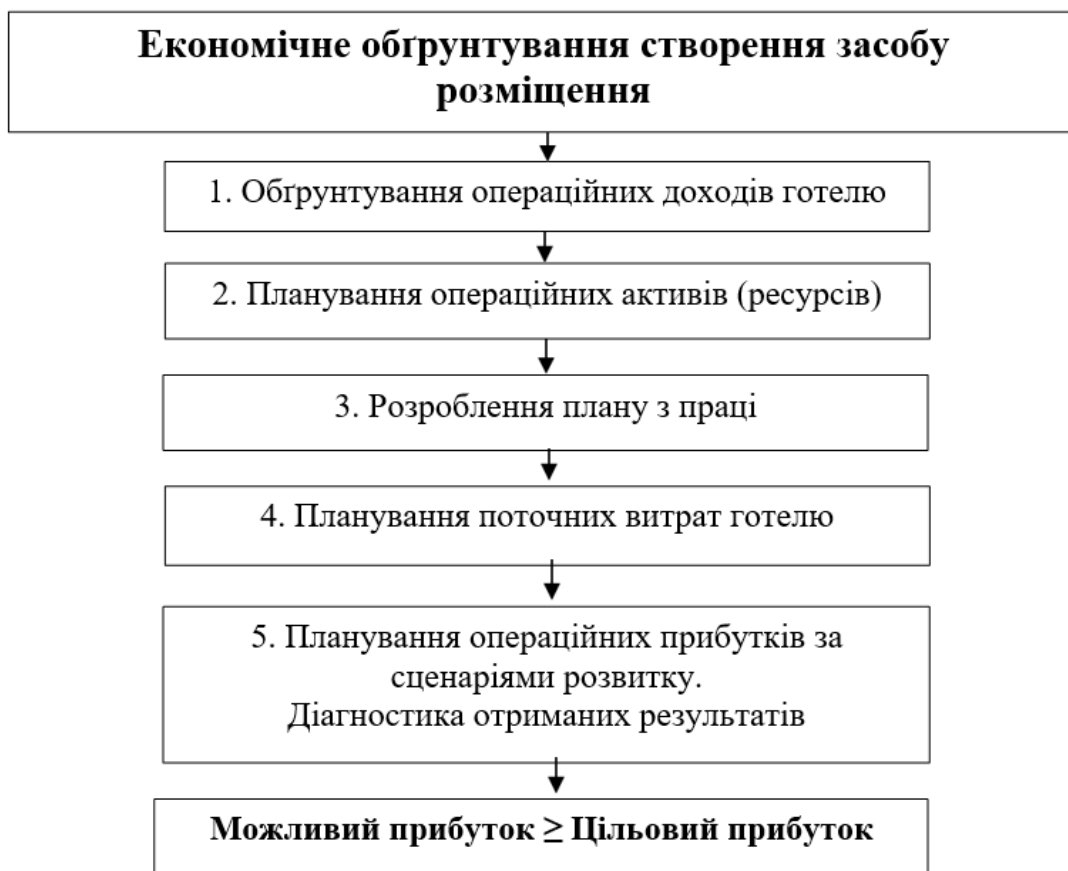 Економічне обґрунтування створення засобу
розміщення
1. Обґрунтування операційних доходів готелю
2. Планування операційних активів (ресурсів)
3. Розроблення плану з праці
4. Планування поточних витрат готелю
5. Планування операційних прибутків за
сценаріями розвитку.
Діагностика отриманих результатів
Можливий прибуток ≥ Цільовий прибуток